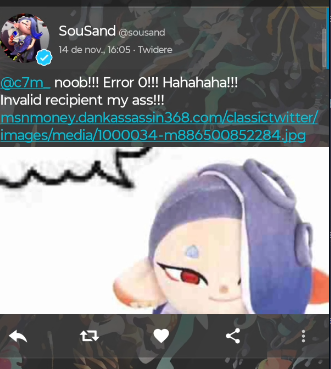 SouSand @sousand
14 de nov., 16:05 · Twidere
@c7m_ noob!!! Error 0!!! Hahahaha!!!
Invalid recipient my ass!!!
msnmoney.dankassassin368.com/classictwitter/
images/media/1000034-m886500852284.jpg